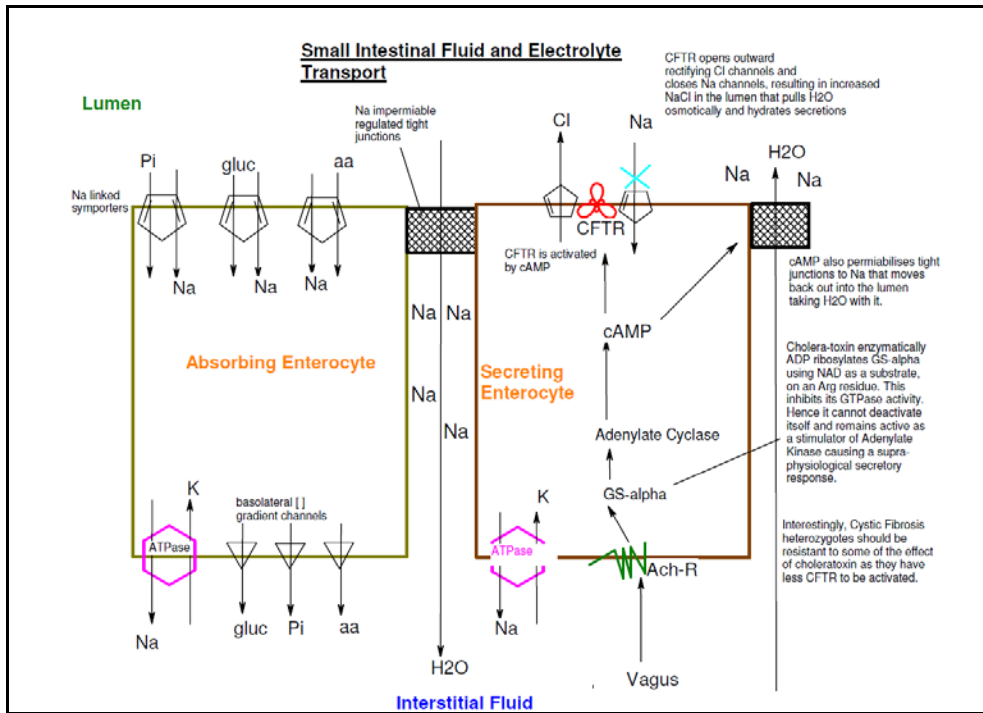 Small Intestinal Fluid and Electrolyte
Transport
CFTR opens outward
rectifying Cl channels and
closes Na channels, resulting in increased
NaCl in the lumen that pulls H2O
osmotically and hydrates secretions
Lumen
Na impermiable
regulated tight
junctions
Cl
Na
H2O
Na
Na
Pi
gluc
aa
Na linked
symporters
CFTR
CFTR is activated
by cAMP
Na
Na
Na
cAMP also permiabilises tight
junctions to Na that moves
back out into the lumen
taking H2O with it.
Na
Na
cAMP
Absorbing Enterocyte
Secreting
Enterocyte
Na
Na
Cholera-toxin enzymatically
ADP ribosylates GS-alpha
using NAD as a substrate,
on an Arg residue. This
inhibits its GTPase activity.
Hence it cannot deactivate
itself and remains active as
a stimulator of Adenylate
Kinase causing a supra-
physiological secretory
response.
Adenylate Cyclase
GS-alpha
K
basolateral [ ]
gradient channels
K
ATPase
ATPase
Interestingly, Cystic Fibrosis
heterozygotes should be
resistant to some of the effect
of choleratoxin as they have
less CFTR to be activated.
Ach-R
Na
gluc
Pi
aa
Na
H2O
Vagus
Interstitial Fluid